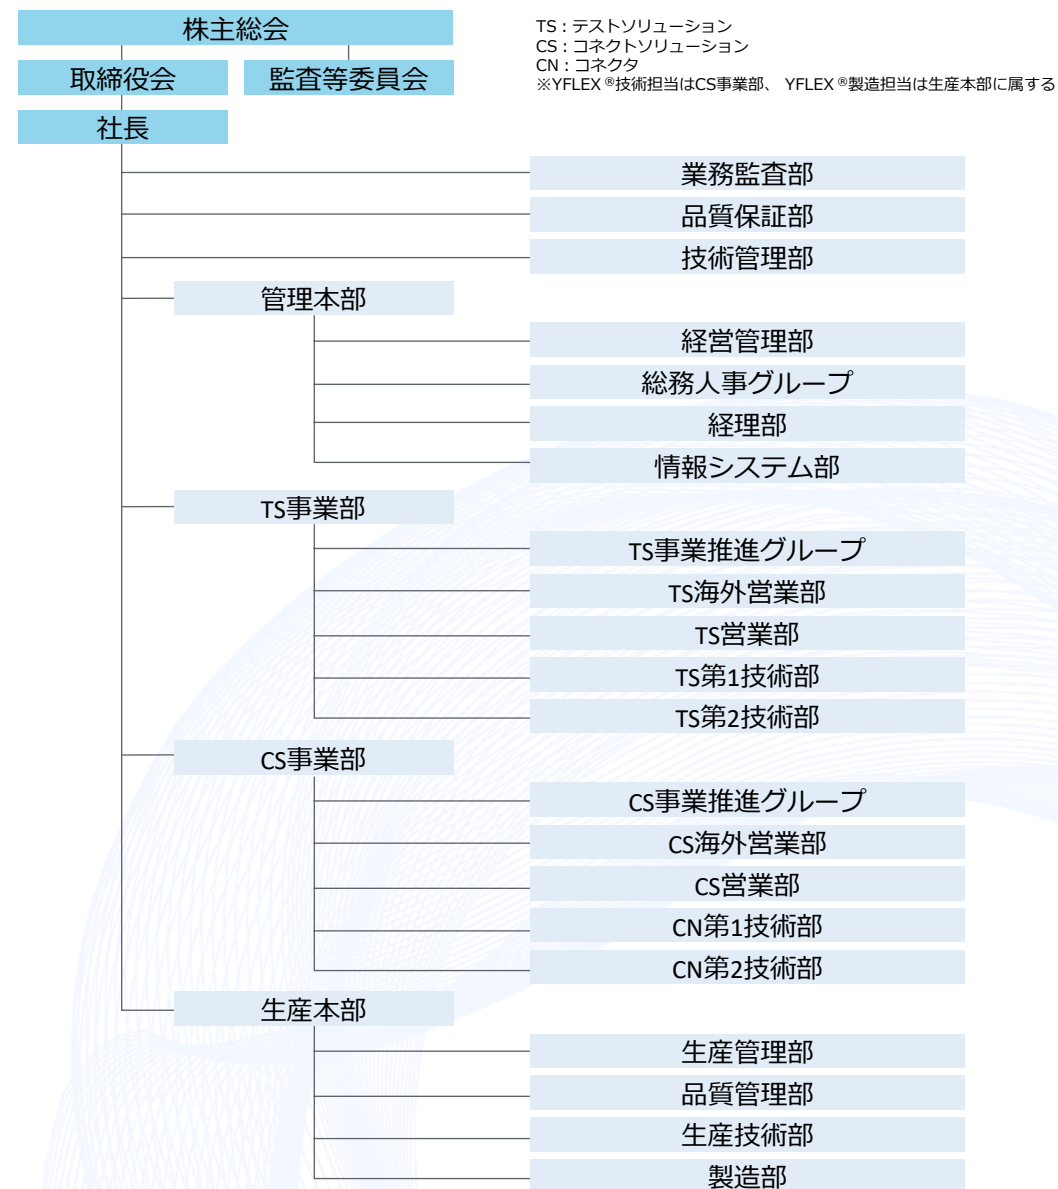 株主総会
取締役会
監査等委員会
社長
TS：テストソリューション
CS：コネクトソリューション
CN：コネクタ
※YFLEX®技術担当はCS事業部、 YFLEX®製造担当は生産本部に属する
業務監査部
品質保証部
技術管理部
管理本部
経営管理部
総務人事グループ
経理部
情報システム部
TS事業部
TS事業推進グループ
TS海外営業部
TS営業部
TS第1技術部
TS第2技術部
CS事業部
CS事業推進グループ
CS海外営業部
CS営業部
CN第1技術部
CN第2技術部
生産本部
生産管理部
品質管理部
生産技術部
製造部